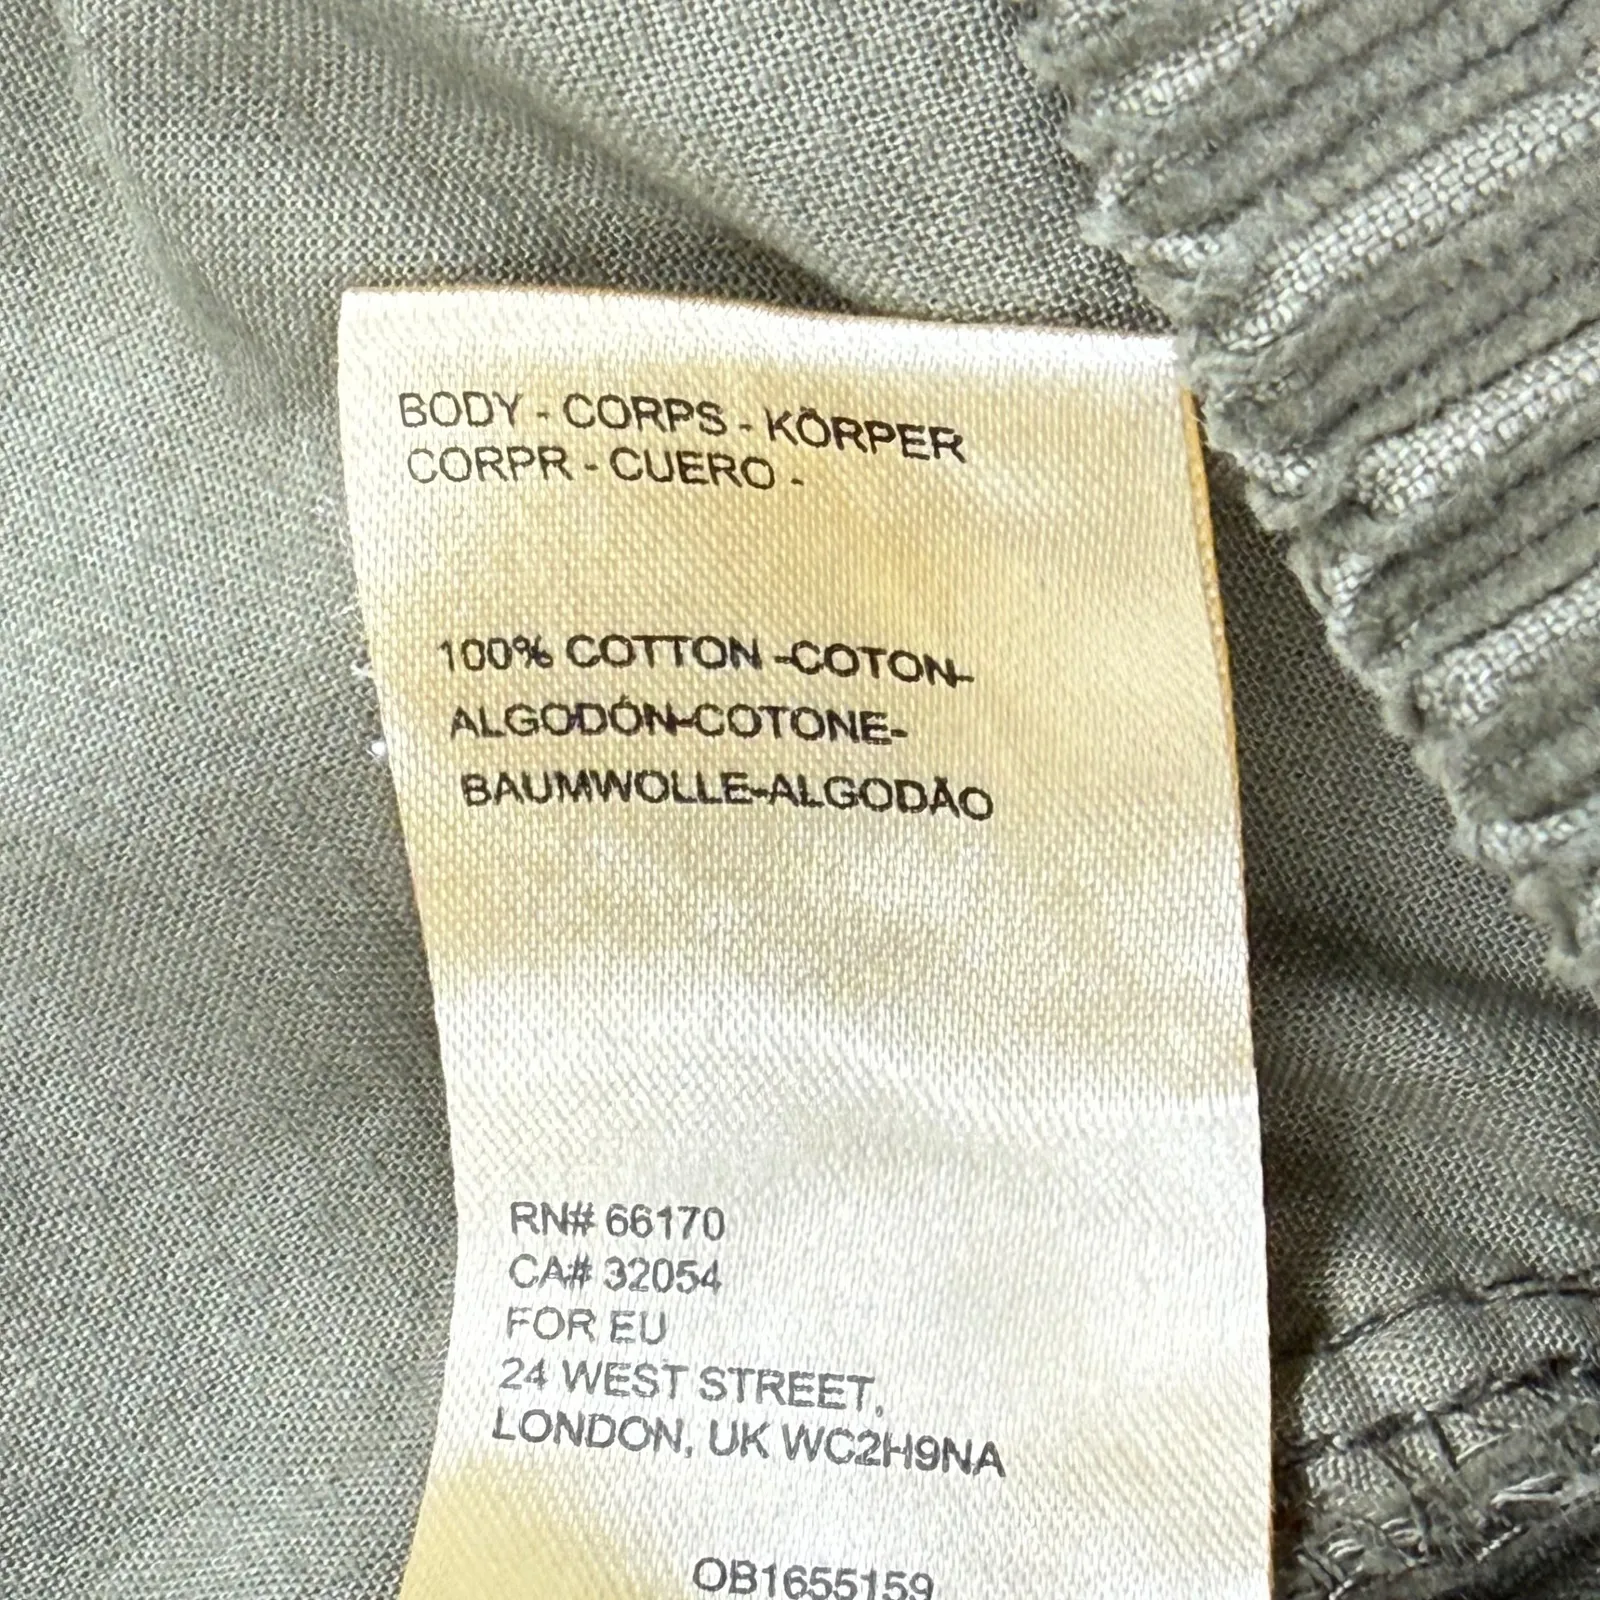 BODY - CORPS - KÖRPER
CORPR - CUERO -
100% COTTON -COTON-
ALGODÓN-COTONE-
BAUMWOLLE-ALGODÃO
RN# 66170
CA# 32054
FOR EU
24 WEST STREET,
LONDON, UK WC2H9NA
OB1655159